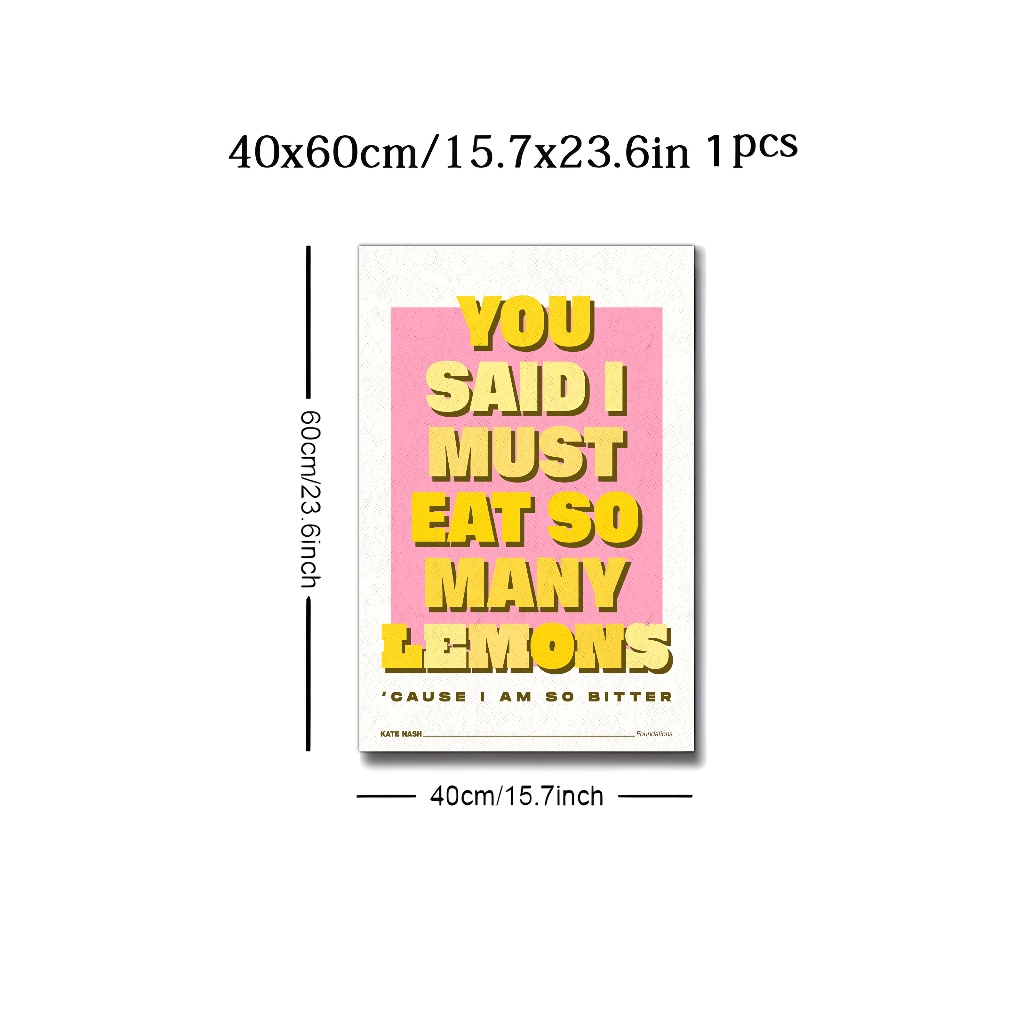 40x60cm/15.7x23.6in 1pcs
60cm/23.6inch
YOU
SAID I
MUST
EAT SO
MANY
LEMONS
'CAUSE I AM SO BITTER
KATE NASH Foundations
40cm/15.7inch